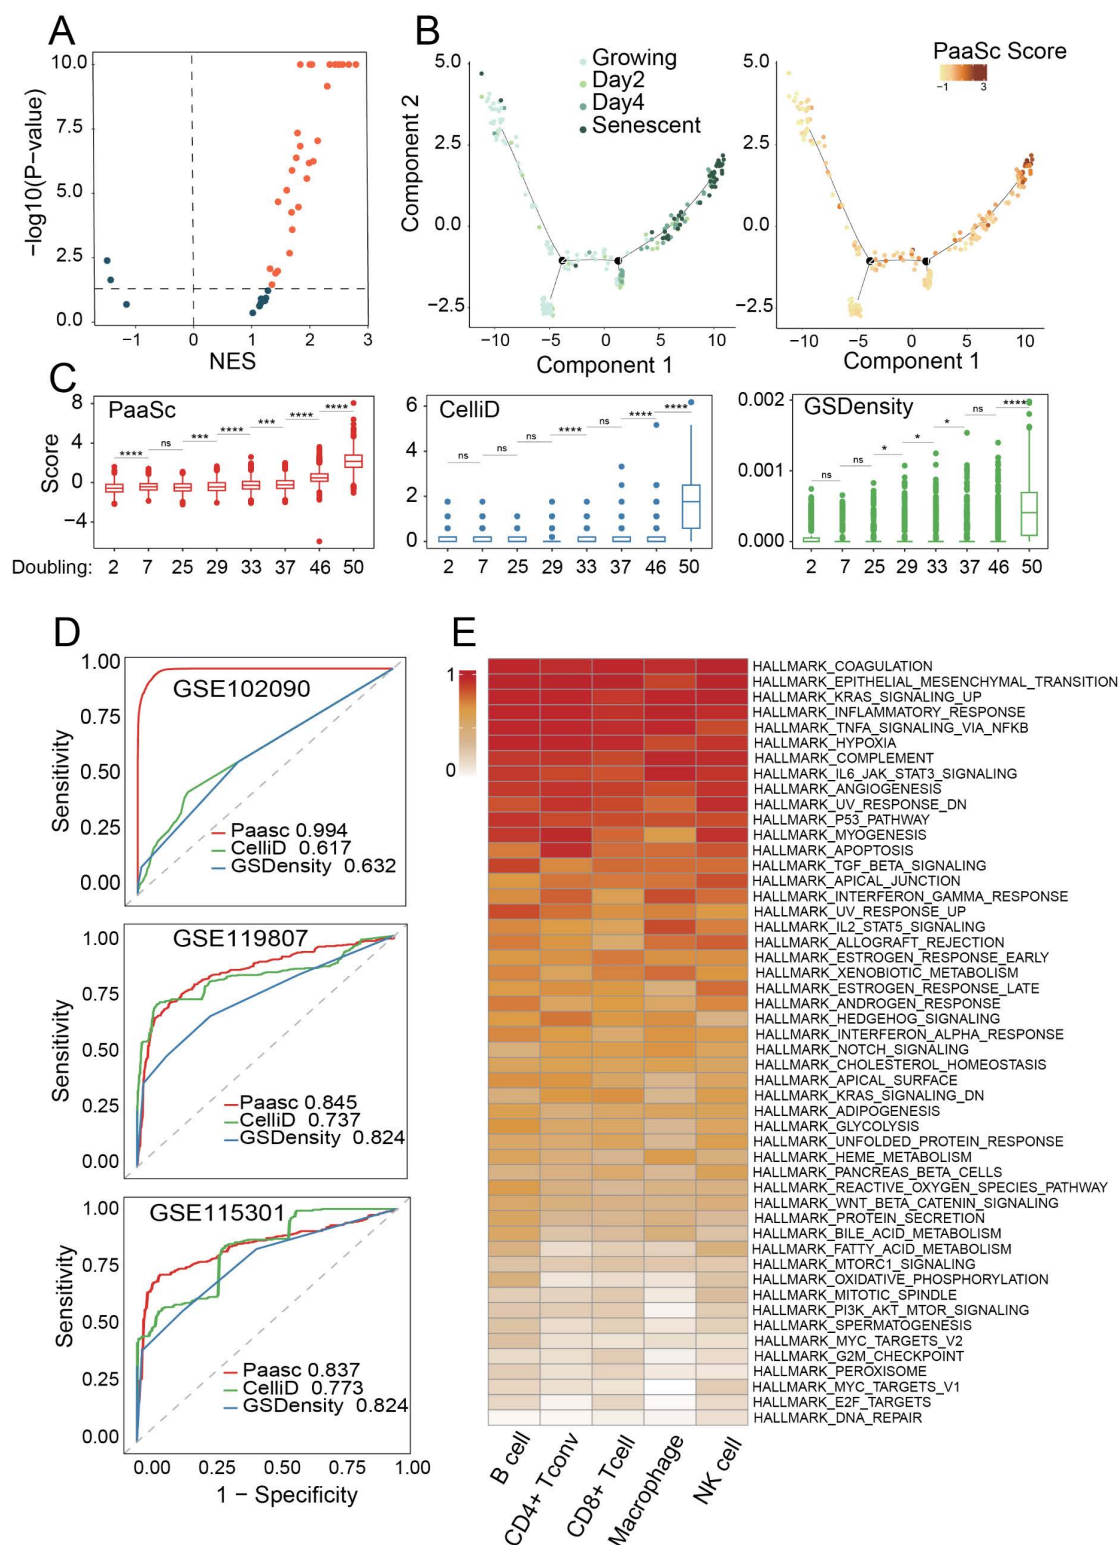 A
−log10(P−value)
10.0
7.5
5.0
2.5
0.0
−1
0
1
2
3
NES
B
Growing
Day2
Day4
Senescent
Component 2
5.0
2.5
0.0
−2.5
−10
−5
0
5
10
Component 1
PaaSc Score
−1
3
5.0
2.5
0.0
−2.5
−10
−5
0
5
10
Component 1
C
PaaSc
Score
8
4
0
−4
****
ns
***
****
***
****
****
Doubling:
2 7 25 29 33 37 46 50
CelliD
6
4
2
0
ns
ns
ns
****
ns
****
****
2 7 25 29 33 37 46 50
GSDensity
0.002
0.001
0.000
ns
ns
*
*
*
ns
****
2 7 25 29 33 37 46 50
D
GSE102090
Sensitivity
1.00
0.75
0.50
0.25
0.00
Paasc 0.994
CelliD 0.617
GSDensity 0.632
GSE119807
Sensitivity
1.00
0.75
0.50
0.25
0.00
Paasc 0.845
CelliD 0.737
GSDensity 0.824
GSE115301
Sensitivity
1.00
0.75
0.50
0.25
0.00
Paasc 0.837
CelliD 0.773
GSDensity 0.824
0.00 0.25 0.50 0.75 1.00
1 − Specificity
E
1
0
HALLMARK_COAGULATION
HALLMARK_EPITHELIAL_MESENCHYMAL_TRANSITION
HALLMARK_KRAS_SIGNALING_UP
HALLMARK_INFLAMMATORY_RESPONSE
HALLMARK_TNFA_SIGNALING_VIA_NFKB
HALLMARK_HYPOXIA
HALLMARK_COMPLEMENT
HALLMARK_IL6_JAK_STAT3_SIGNALING
HALLMARK_ANGIOGENESIS
HALLMARK_UV_RESPONSE_DN
HALLMARK_P53_PATHWAY
HALLMARK_MYOGENESIS
HALLMARK_APOPTOSIS
HALLMARK_TGF_BETA_SIGNALING
HALLMARK_APICAL_JUNCTION
HALLMARK_INTERFERON_GAMMA_RESPONSE
HALLMARK_UV_RESPONSE_UP
HALLMARK_IL2_STAT5_SIGNALING
HALLMARK_ALLOGRAFT_REJECTION
HALLMARK_ESTROGEN_RESPONSE_EARLY
HALLMARK_XENOBIOTIC_METABOLISM
HALLMARK_ESTROGEN_RESPONSE_LATE
HALLMARK_ANDROGEN_RESPONSE
HALLMARK_HEDGEHOG_SIGNALING
HALLMARK_INTERFERON_ALPHA_RESPONSE
HALLMARK_NOTCH_SIGNALING
HALLMARK_CHOLESTEROL_HOMEOSTASIS
HALLMARK_APICAL_SURFACE
HALLMARK_KRAS_SIGNALING_DN
HALLMARK_ADIPOGENESIS
HALLMARK_GLYCOLYSIS
HALLMARK_UNFOLDED_PROTEIN_RESPONSE
HALLMARK_HEME_METABOLISM
HALLMARK_PANCREAS_BETA_CELLS
HALLMARK_REACTIVE_OXYGEN_SPECIES_PATHWAY
HALLMARK_WNT_BETA_CATENIN_SIGNALING
HALLMARK_PROTEIN_SECRETION
HALLMARK_BILE_ACID_METABOLISM
HALLMARK_FATTY_ACID_METABOLISM
HALLMARK_MTORC1_SIGNALING
HALLMARK_OXIDATIVE_PHOSPHORYLATION
HALLMARK_MITOTIC_SPINDLE
HALLMARK_PI3K_AKT_MTOR_SIGNALING
HALLMARK_SPERMATOGENESIS
HALLMARK_MYC_TARGETS_V2
HALLMARK_G2M_CHECKPOINT
HALLMARK_PEROXISOME
HALLMARK_MYC_TARGETS_V1
HALLMARK_E2F_TARGETS
HALLMARK_DNA_REPAIR
B cell
CD4+ Tconv
CD8+ Tcell
Macrophage
NK cell